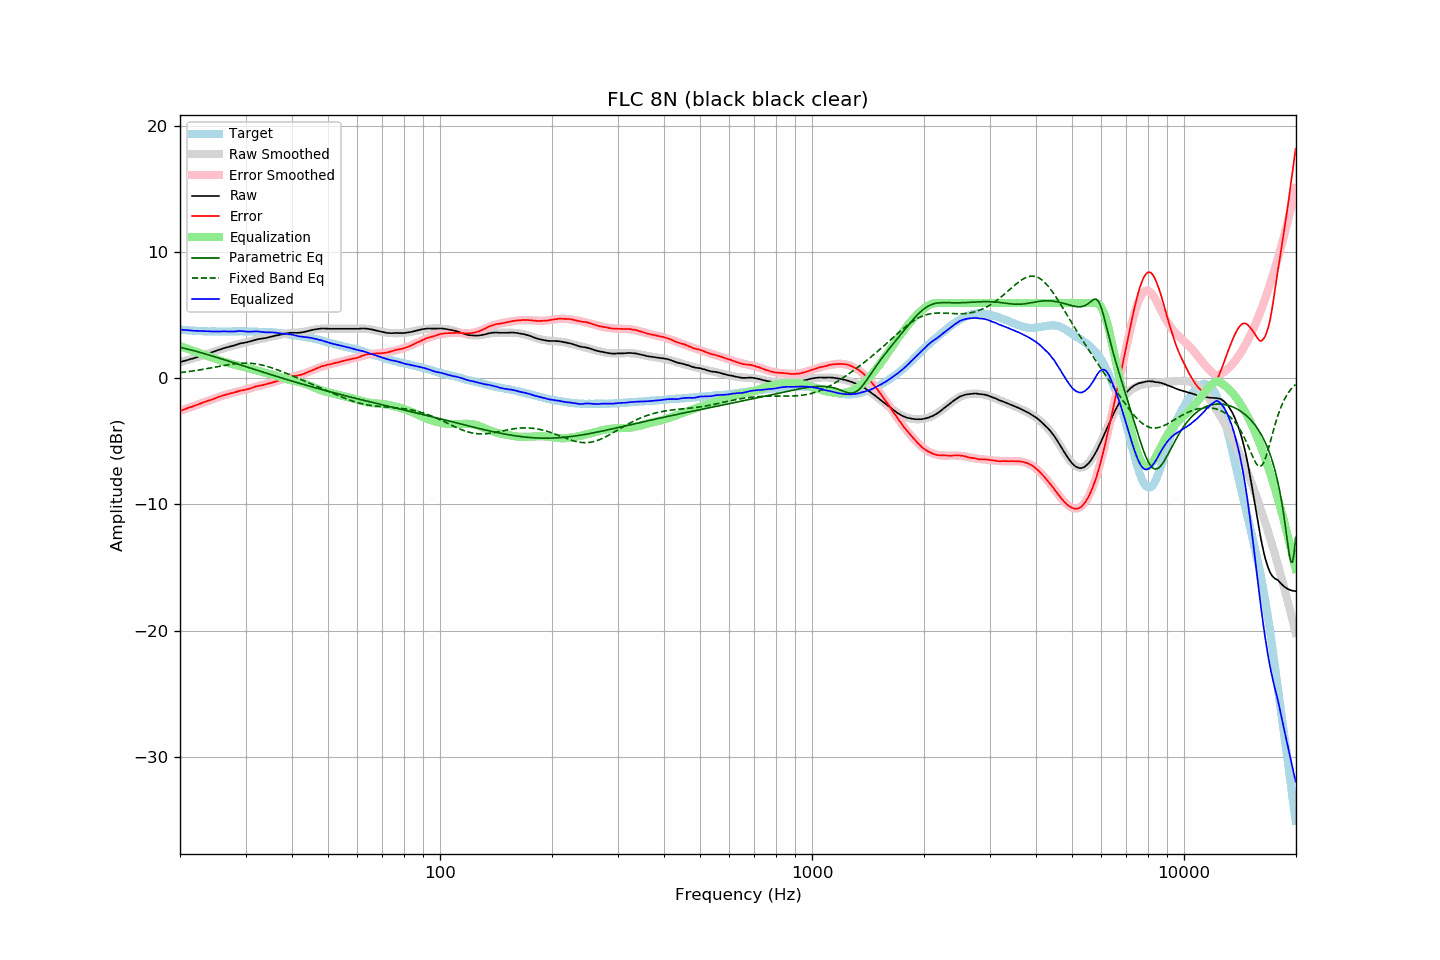 FLC 8N (black black clear)
Target
Raw Smoothed
Error Smoothed
Raw
Error
Equalization
Parametric Eq
Fixed Band Eq
Equalized
20
10
0
−10
−20
−30
Amplitude (dBr)
100
1000
10000
Frequency (Hz)